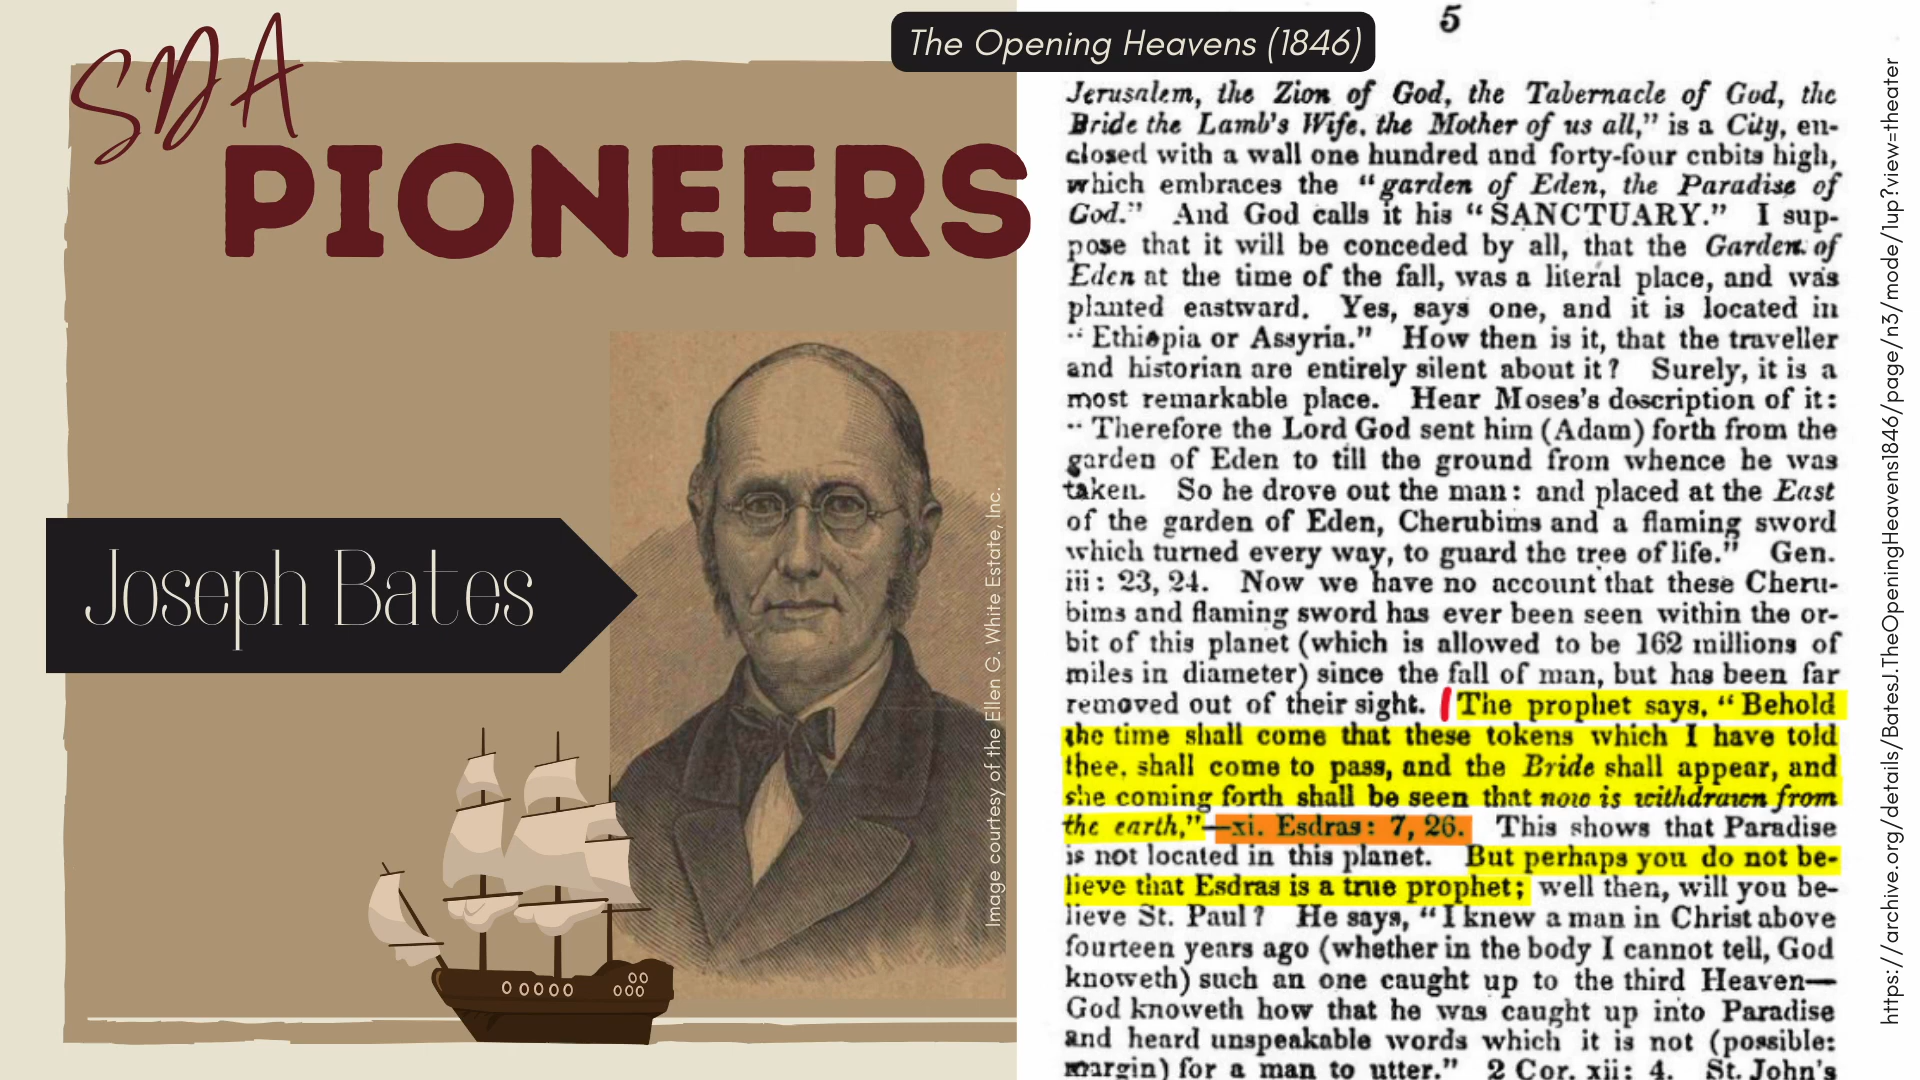 SDA
PIONEERS
Joseph Bates
Image courtesy of the Ellen G. White Estate, Inc.
The Opening Heavens (1846)
5
Jerusalem, the Zion of God, the Tabernacle of God, the
Bride the Lamb's Wife, the Mother of us all,” is a City, en-
closed with a wall one hundred and forty-four cubits high,
which embraces the “garden of Eden, the Paradise of
God.” And God calls it his “SANCTUARY.” I sup-
pose that it will be conceded by all, that the Garden of
Eden at the time of the fall, was a literal place, and was
planted eastward. Yes, says one, and it is located in
“Ethiopia or Assyria.” How then is it, that the traveller
and historian are entirely silent about it? Surely, it is a
most remarkable place. Hear Moses's description of it:
“Therefore the Lord God sent him (Adam) forth from the
garden of Eden to till the ground from whence he was
taken. So he drove out the man: and placed at the East
of the garden of Eden, Cherubims and a flaming sword
which turned every way, to guard the tree of life.” Gen.
iii: 23, 24. Now we have no account that these Cheru-
bims and flaming sword has ever been seen within the or-
bit of this planet (which is allowed to be 162 millions of
miles in diameter) since the fall of man, but has been far
removed out of their sight. The prophet says, “Behold
the time shall come that these tokens which I have told
thee, shall come to pass, and the Bride shall appear, and
she coming forth shall be seen that now is withdrawn from
the earth,”—xi. Esdras: 7, 26. This shows that Paradise
is not located in this planet. But perhaps you do not be-
lieve that Esdras is a true prophet; well then, will you be-
lieve St. Paul? He says, “I knew a man in Christ above
fourteen years ago (whether in the body I cannot tell, God
knoweth) such an one caught up to the third Heaven—
God knoweth how that he was caught up into Paradise
and heard unspeakable words which it is not (possible:
margin) for a man to utter.” 2 Cor. xii: 4. St. John's
https://archive.org/details/BatesJ.TheOpeningHeavens1846/page/n3/mode/1up?view=theater